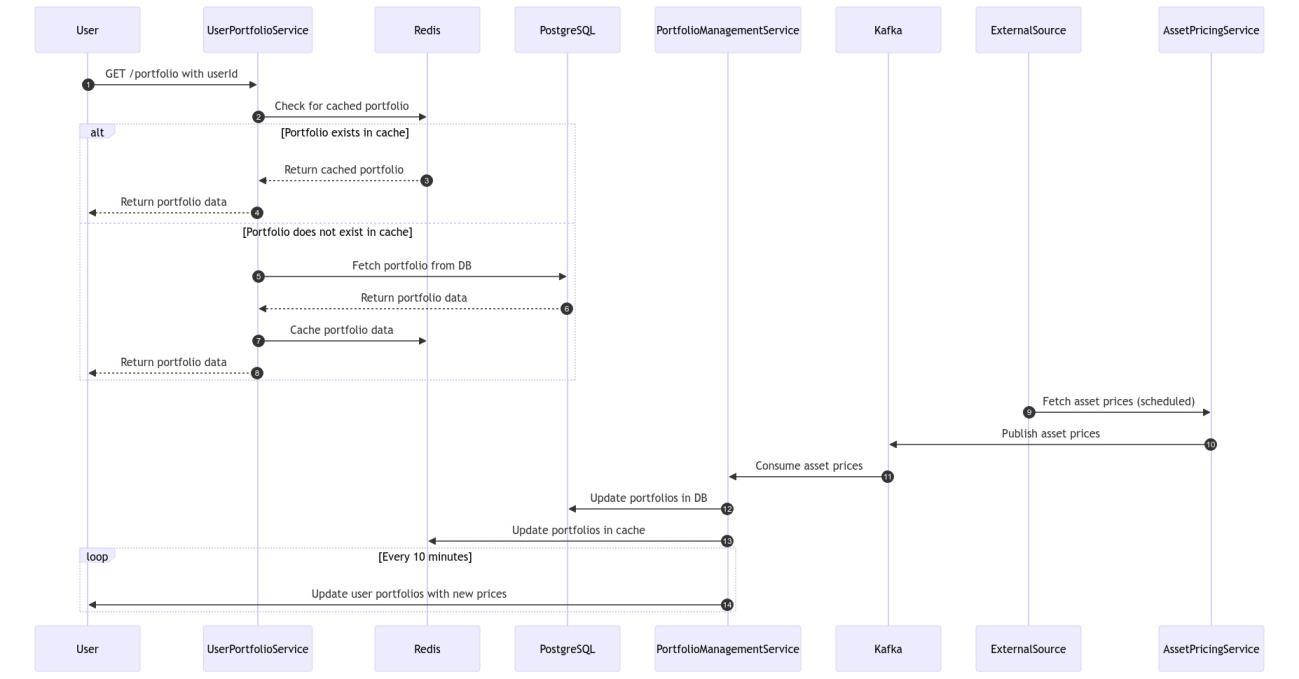 User
UserPortfolioService
Redis
PostgreSQL
PortfolioManagementService
Kafka
ExternalSource
AssetPricingService
GET /portfolio with userId
1
Check for cached portfolio
2
alt
[Portfolio exists in cache]
Return cached portfolio
3
Return portfolio data
4
[Portfolio does not exist in cache]
Fetch portfolio from DB
5
Return portfolio data
6
Cache portfolio data
7
Return portfolio data
8
Fetch asset prices (scheduled)
9
Publish asset prices
10
Consume asset prices
11
Update portfolios in DB
12
Update portfolios in cache
13
loop
[Every 10 minutes]
Update user portfolios with new prices
14
User
UserPortfolioService
Redis
PostgreSQL
PortfolioManagementService
Kafka
ExternalSource
AssetPricingService